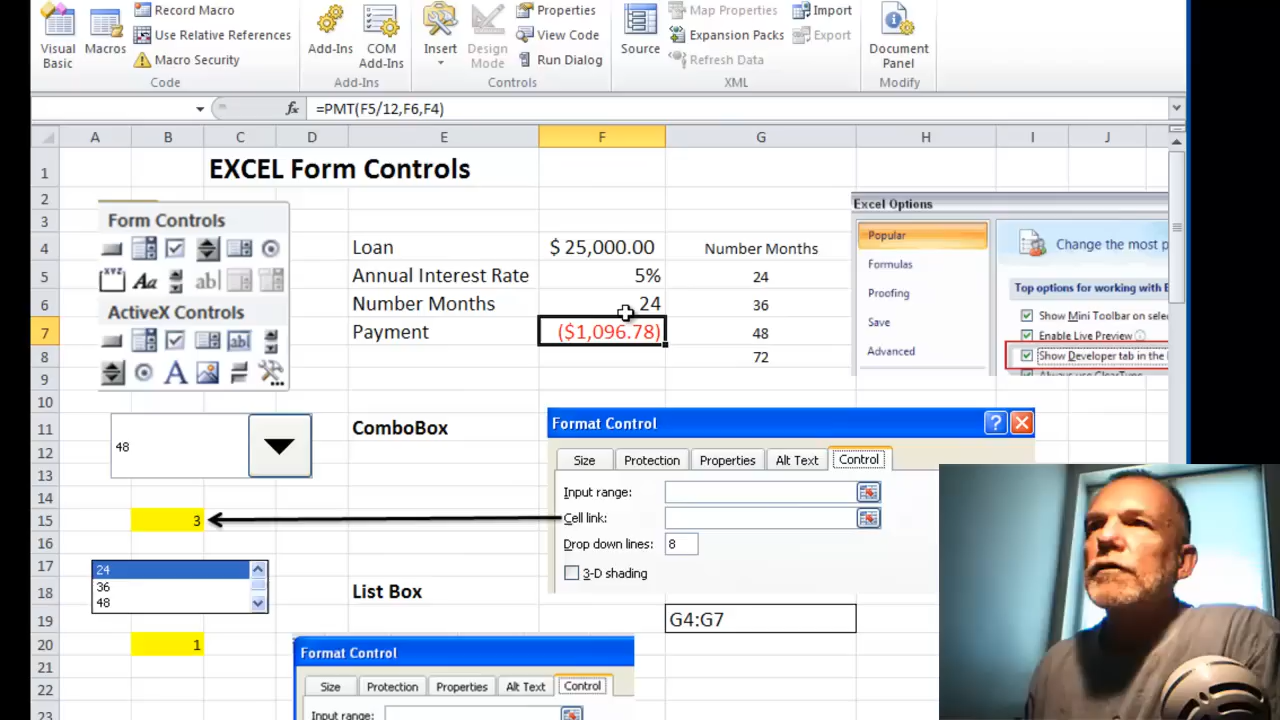 Record Macro
Use Relative References
Macro Security
Visual Basic
Macros
Code
Add-Ins
COM Add-Ins
Add-Ins
Insert
Design Mode
Properties
View Code
Run Dialog
Controls
Source
Map Properties
Expansion Packs
Refresh Data
Import
Export
XML
Document Panel
Modify
fx =PMT(F5/12,F6,F4)
A B C D E F G H I J
1 EXCEL Form Controls
2
3
4 Loan $ 25,000.00 Number Months
5 Annual Interest Rate 5% 24
6 Number Months 24 36
7 Payment ($1,096.78) 48
8 72
9
10
11 ComboBox
12
13
14
15 3
16
17
18 List Box
19 G4:G7
20 1
21
22
23
Form Controls
XYZ Aa ab|
ActiveX Controls
ab|
A
Excel Options
Popular
Formulas
Proofing
Save
Advanced
Change the most p
Top options for working with E
Show Mini Toolbar on selec
Enable Live Preview
Show Developer tab in the
Always use ClearType
48
24
36
48
Format Control
Size Protection Properties Alt Text Control
Input range:
Cell link:
Drop down lines: 8
3-D shading
Format Control
Size Protection Properties Alt Text Control
Input range: